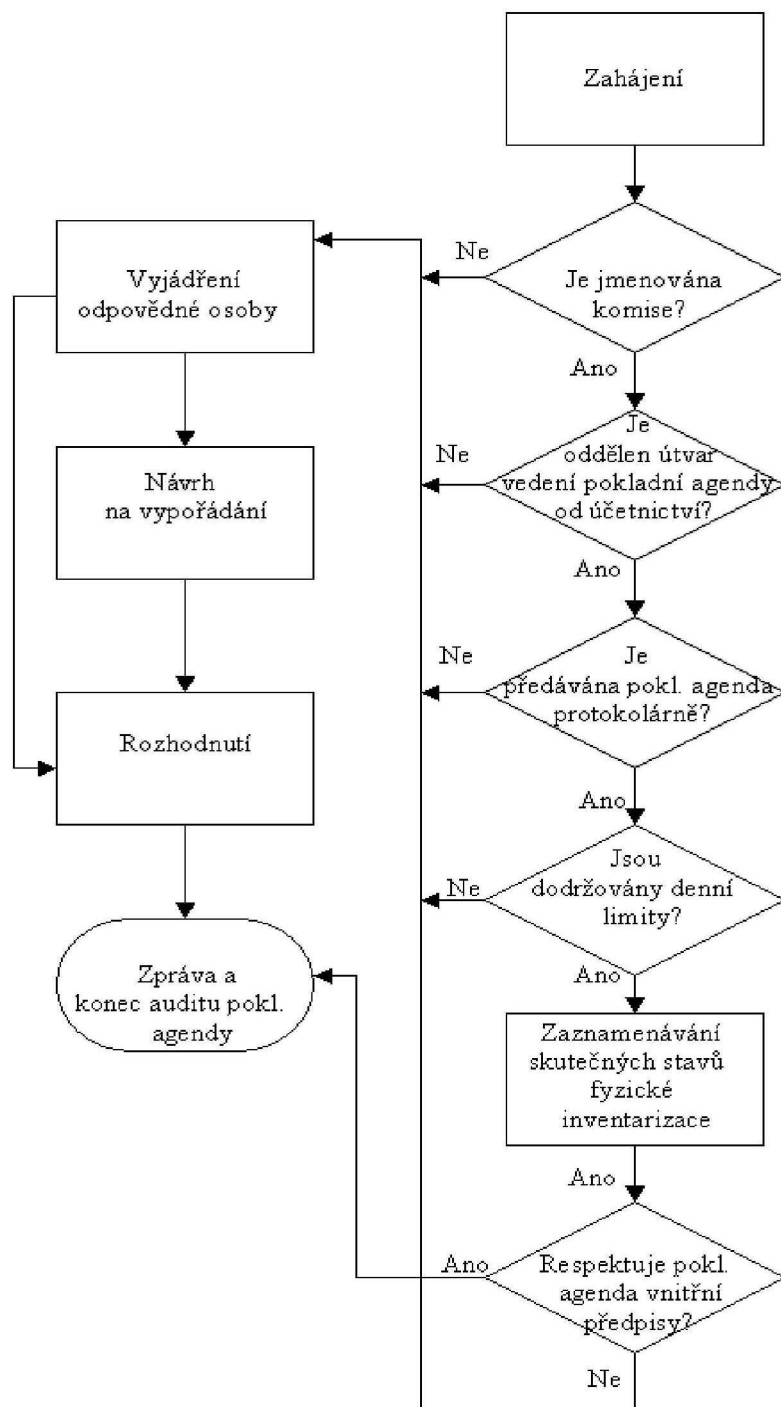 Zahájení
Ne
Je jmenována
komise?
Ano
Vyjádření
odpovědné osoby
Ne
Je
oddělen útvar
vedení pokladní agendy
od účetnictví?
Ano
Návrh
na vypořádání
Ne
Je
předávána pokl. agenda
protokolárně?
Ano
Rozhodnutí
Ne
Jsou
dodržovány denní
limity?
Ano
Zpráva a
konec auditu pokl.
agendy
Zaznamenávání
skutečných stavů
fyzické
inventarizace
Ano
Ano
Respektuje pokl.
agenda vnitřní
předpisy?
Ne